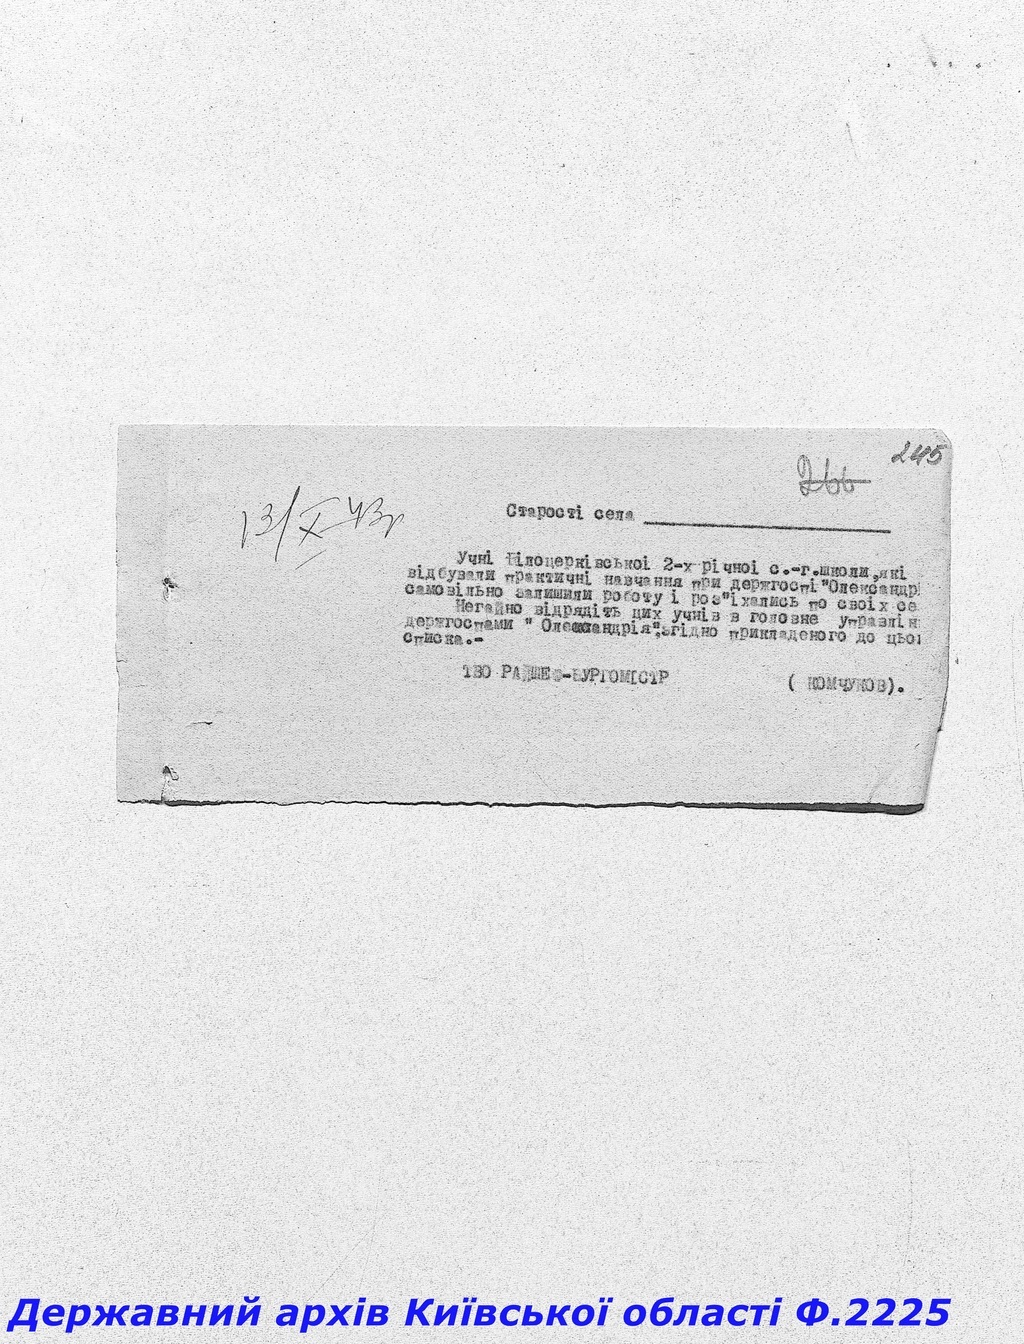 245
266
13/X 43р
Старості села
Учні Білоцерківської 2-х річної с.-г.школи,які
відбували практичні навчання при держгоспі"Олександрі
самовільно залишили роботу і роз"їхались по своїх се
Негайно відрядіть цих учнів в головне управлін
держгоспами " Олександрія",згідно прикладеного до цьо
списка.-
ТВО РАЙШЕФ-БУРГОМІСТР ( КОМЧУКОВ).
Державний архів Київської області Ф.2225